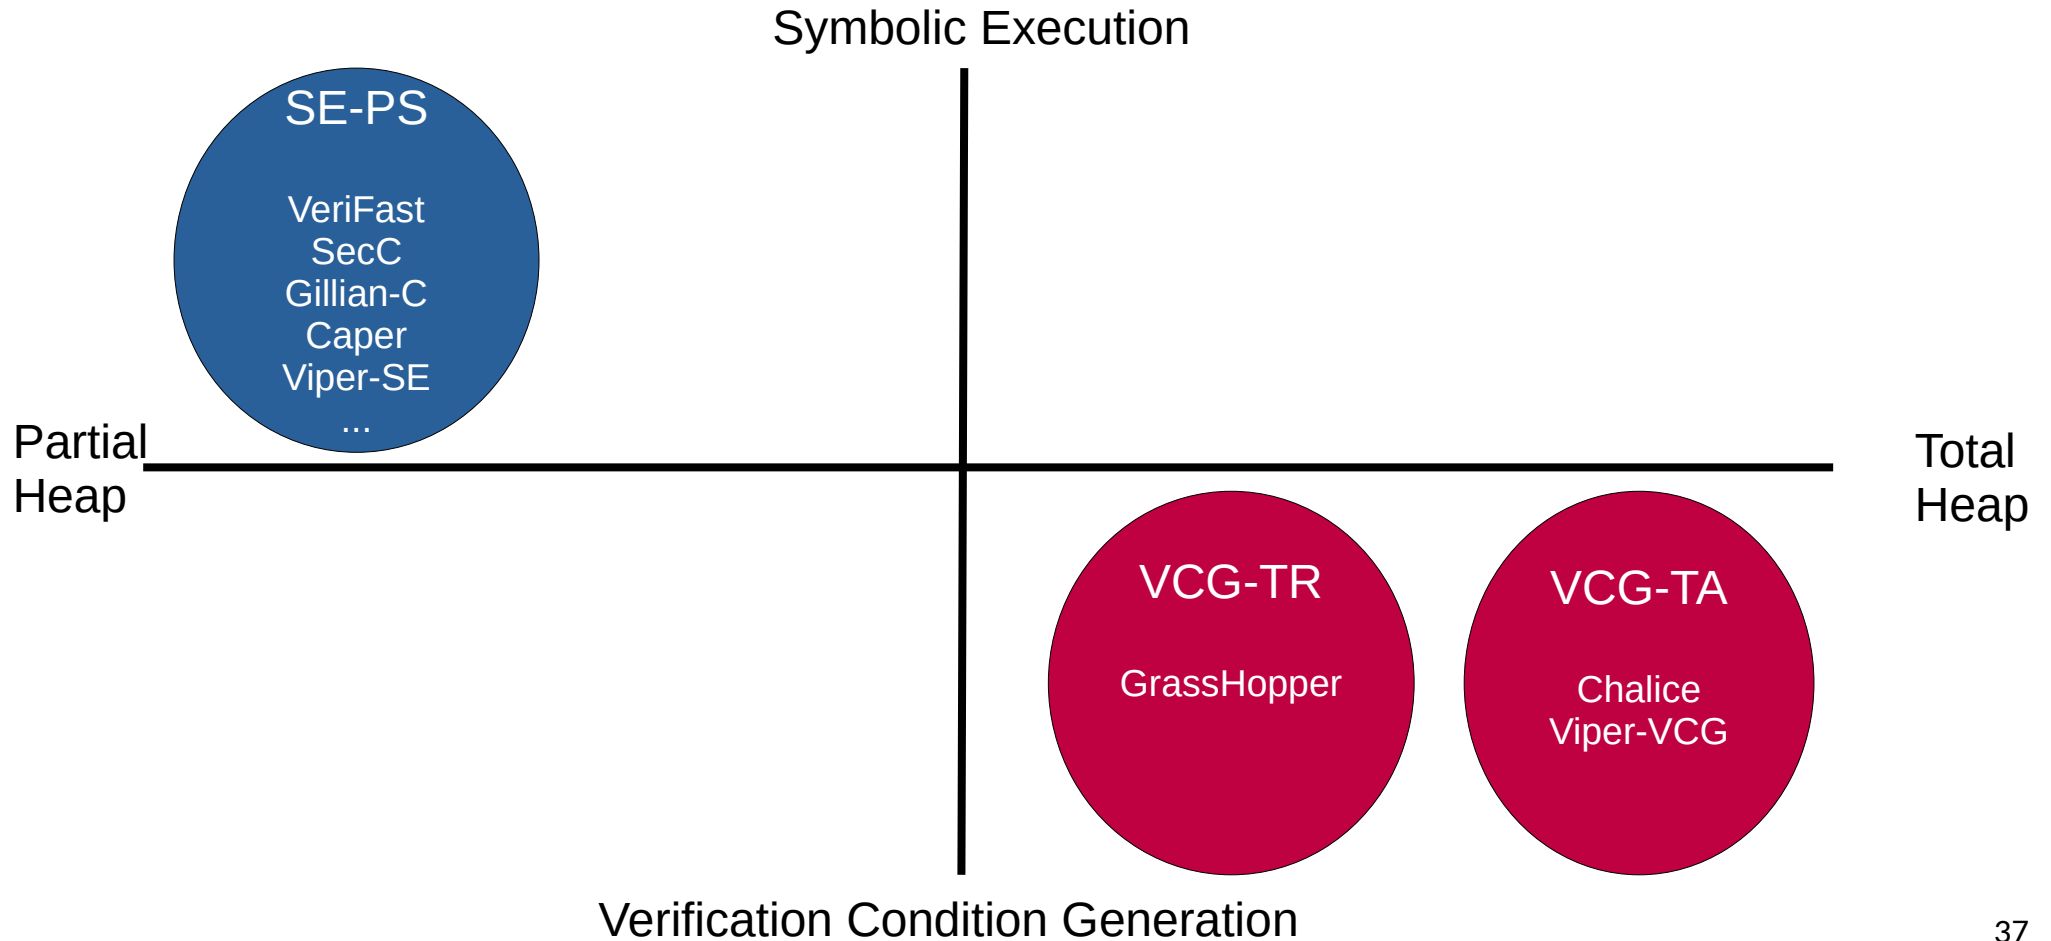 Symbolic Execution
SE-PS
VeriFast
SecC
Gillian-C
Caper
Viper-SE
...
Partial
Heap
Total
Heap
VCG-TR
GrassHopper
VCG-TA
Chalice
Viper-VCG
Verification Condition Generation
37